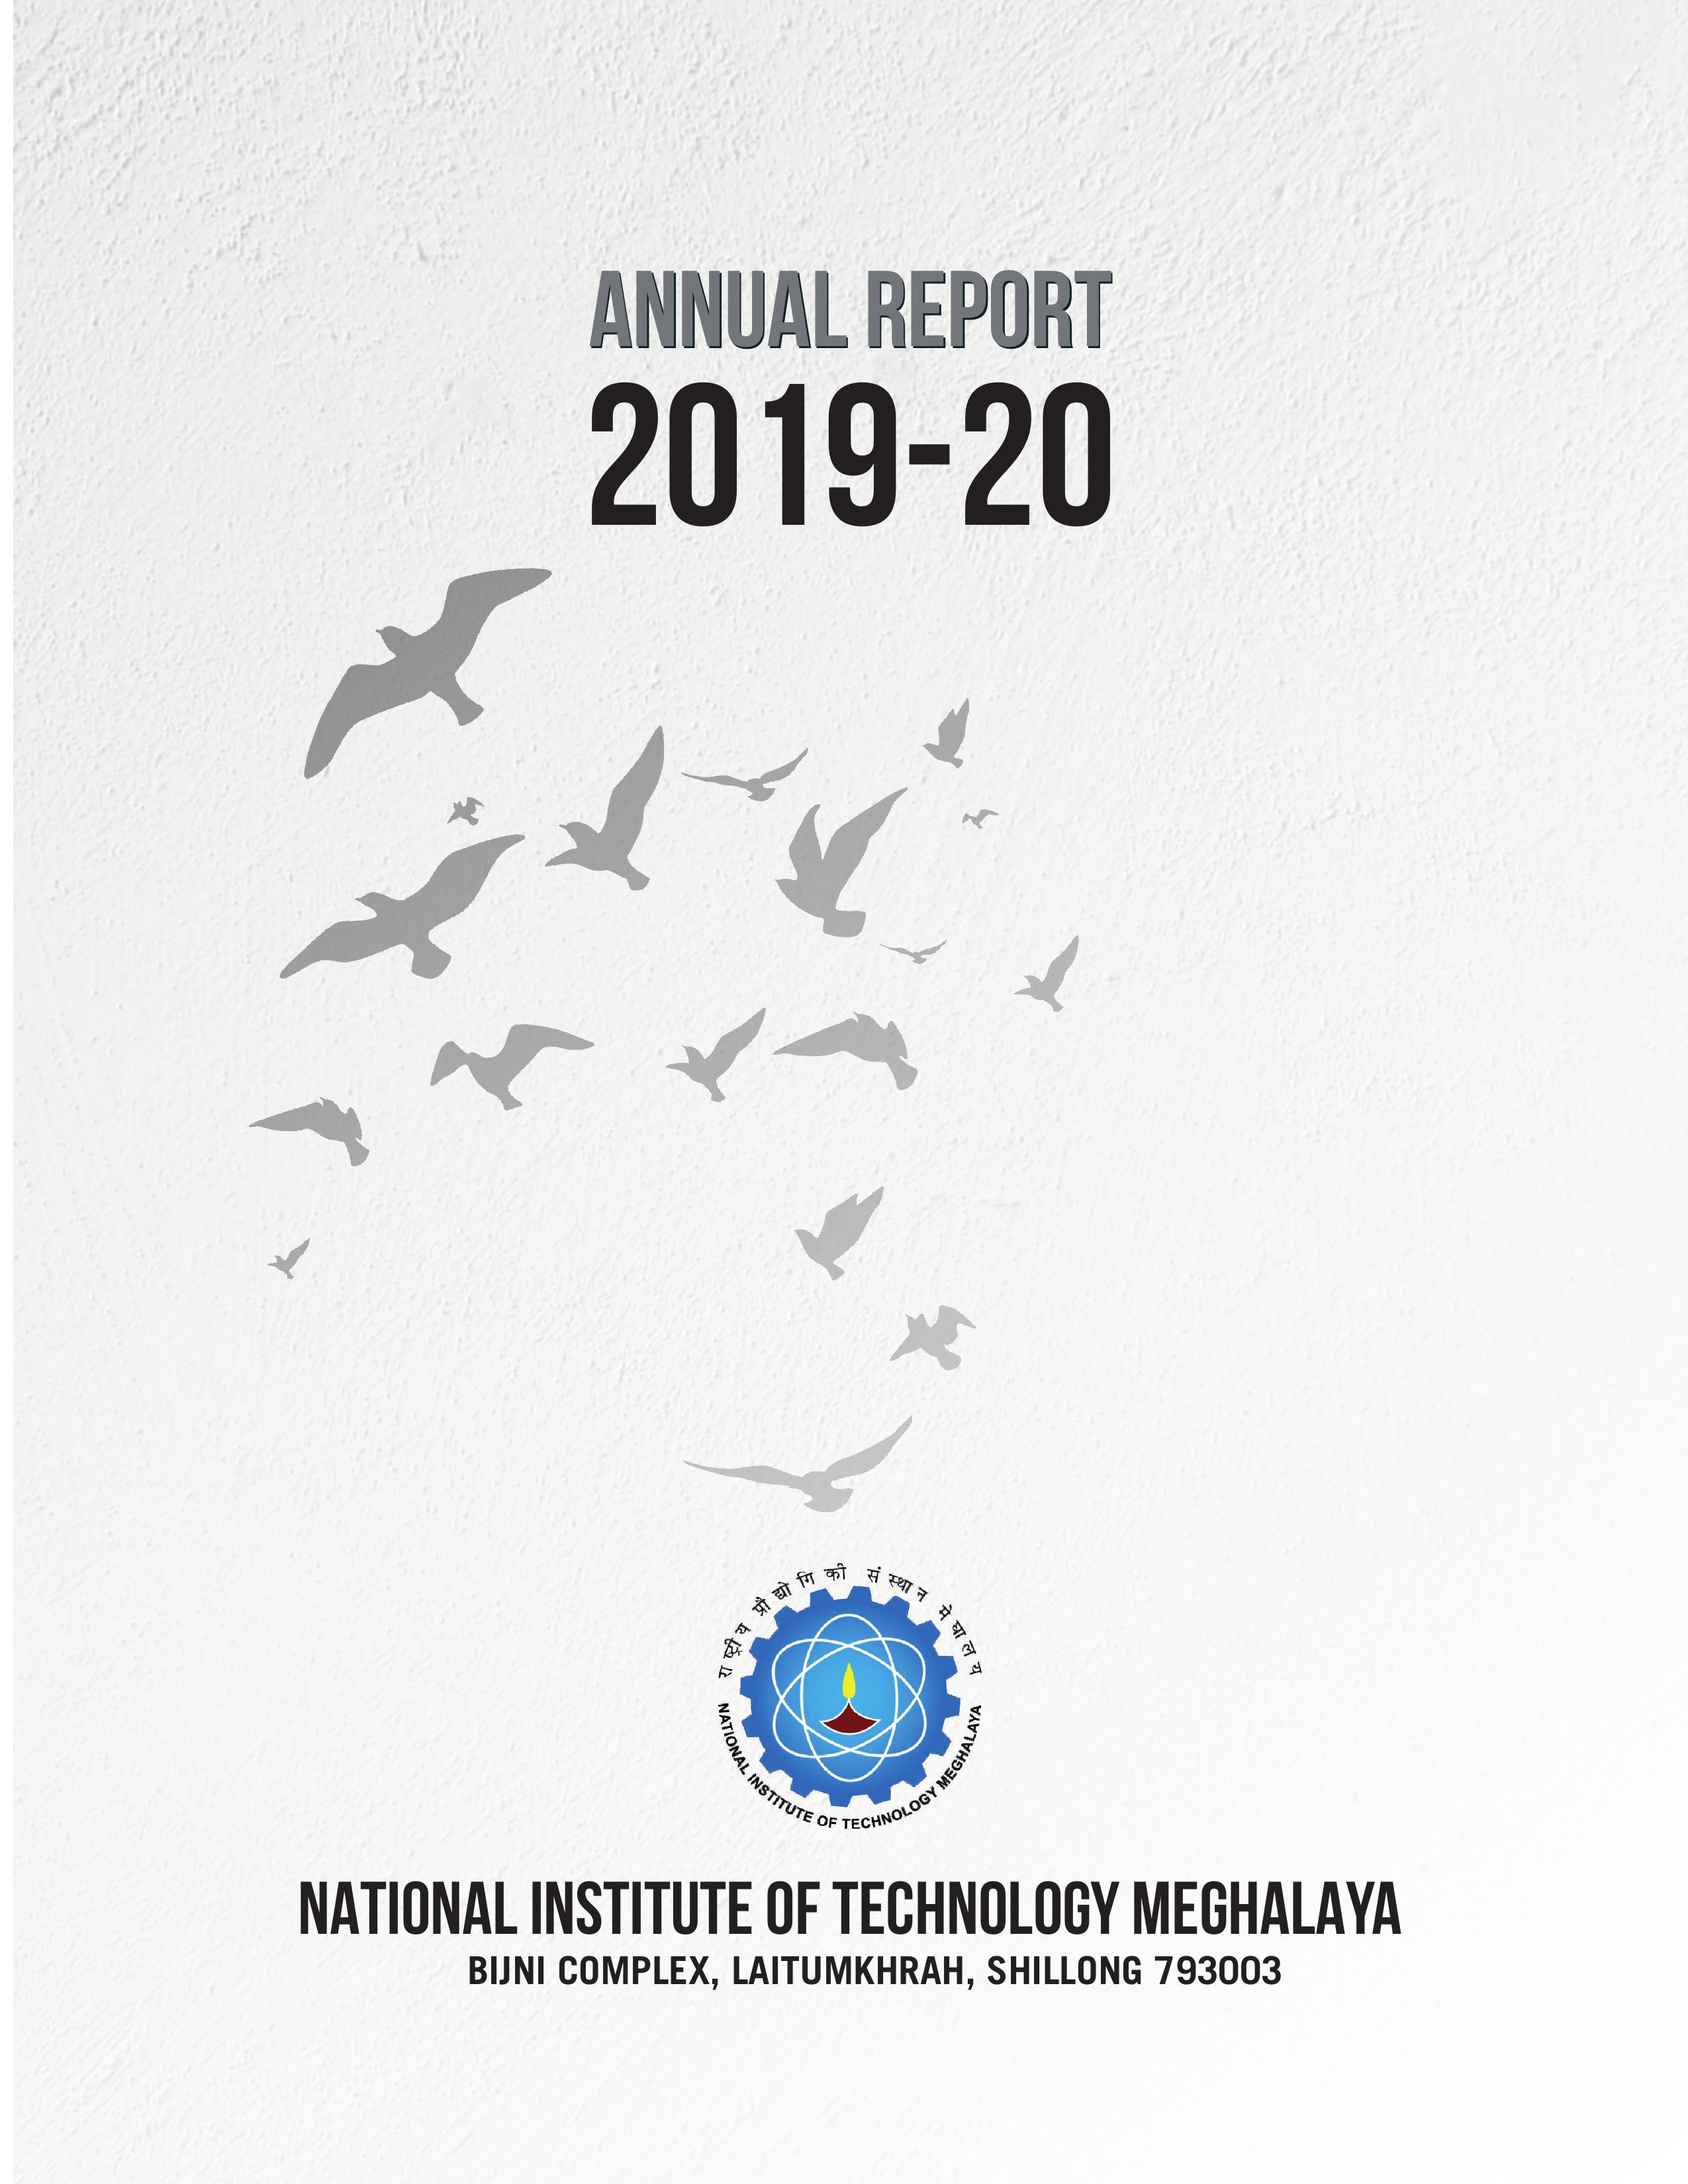 ANNUAL REPORT
2019-20
राष्ट्रीय प्रौद्योगिकी संस्थान मेघालय
NATIONAL INSTITUTE OF TECHNOLOGY MEGHALAYA
NATIONAL INSTITUTE OF TECHNOLOGY MEGHALAYA
BIJNI COMPLEX, LAITUMKHRAH, SHILLONG 793003